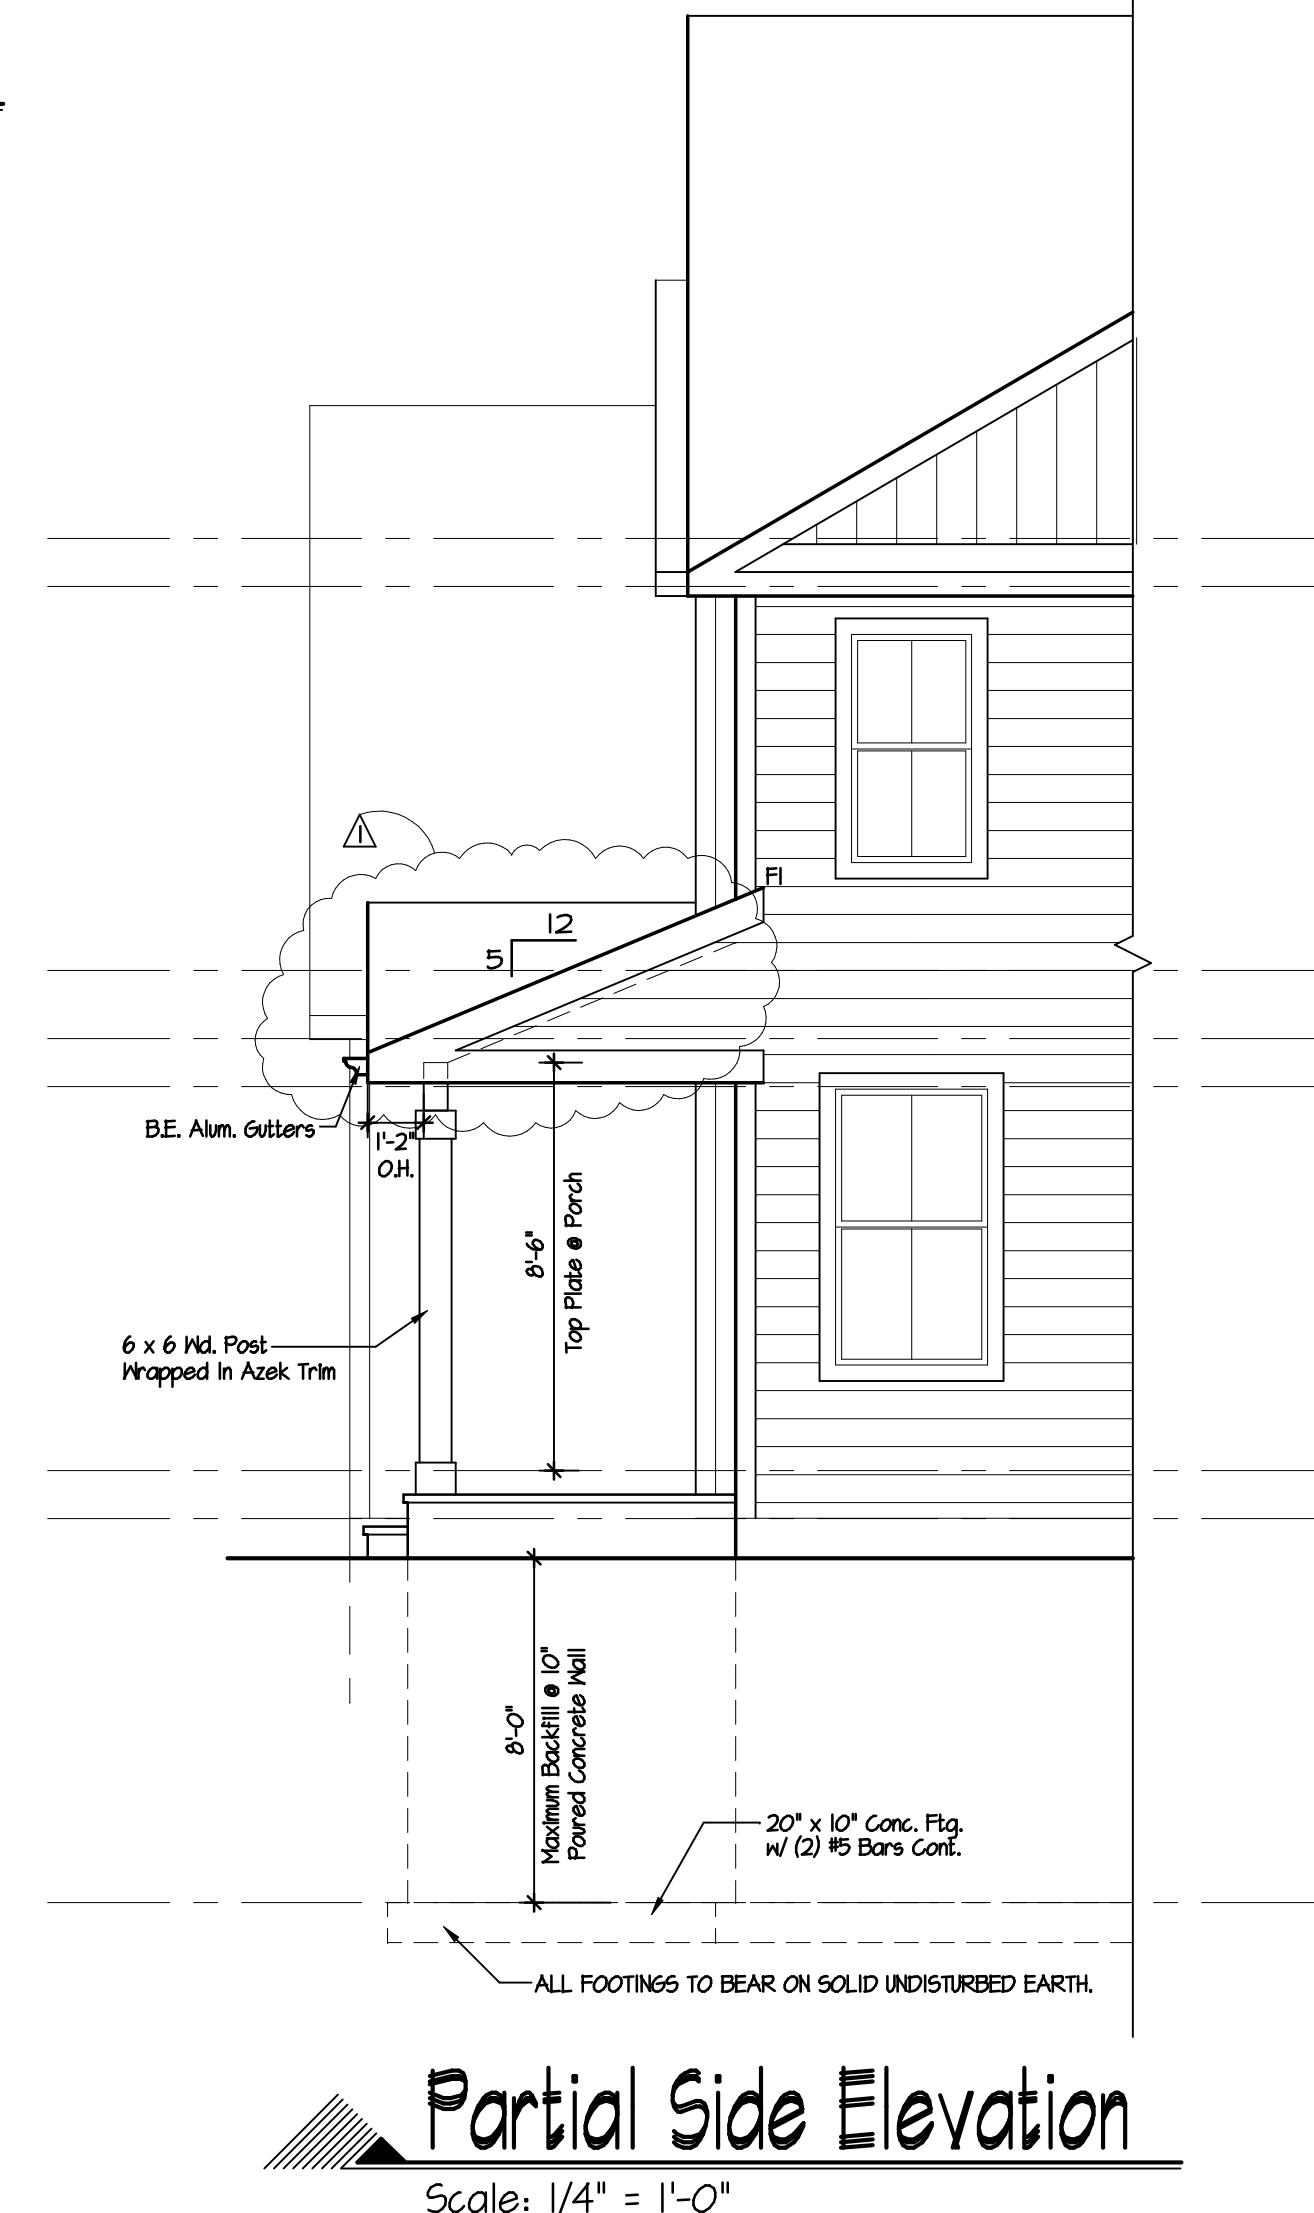 1
F1
12
5
B.E. Alum. Gutters
1'-2"
O.H.
8'-6"
Top Plate @ Porch
6 x 6 Wd. Post
Wrapped In Azek Trim
8'-0"
Maximum Backfill @ 10"
Poured Concrete Wall
20" x 10" Conc. Ftg.
w/ (2) #5 Bars Cont.
ALL FOOTINGS TO BEAR ON SOLID UNDISTURBED EARTH.
Partial Side Elevation
Scale: 1/4" = 1'-0"